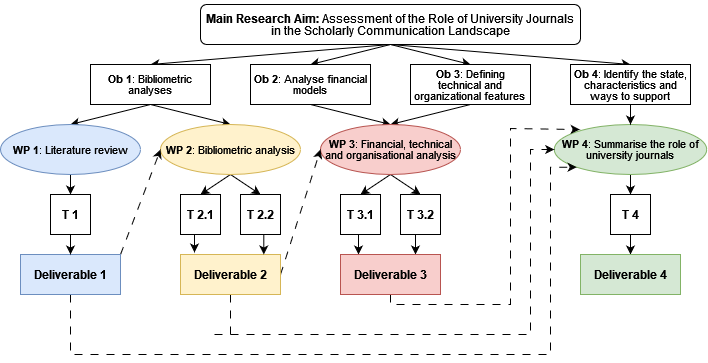 Main Research Aim: Assessment of the Role of University Journals
in the Scholarly Communication Landscape
Ob 1: Bibliometric
analyses
Ob 2: Analyse financial
models
Ob 3: Defining
technical and
organizational features
Ob 4: Identify the state,
characteristics and
ways to support
WP 1: Literature review
WP 2: Bibliometric analysis
WP 3: Financial, technical
and organisational analysis
WP 4: Summarise the role of
university journals
T 1
T 2.1
T 2.2
T 3.1
T 3.2
T 4
Deliverable 1
Deliverable 2
Deliverable 3
Deliverable 4